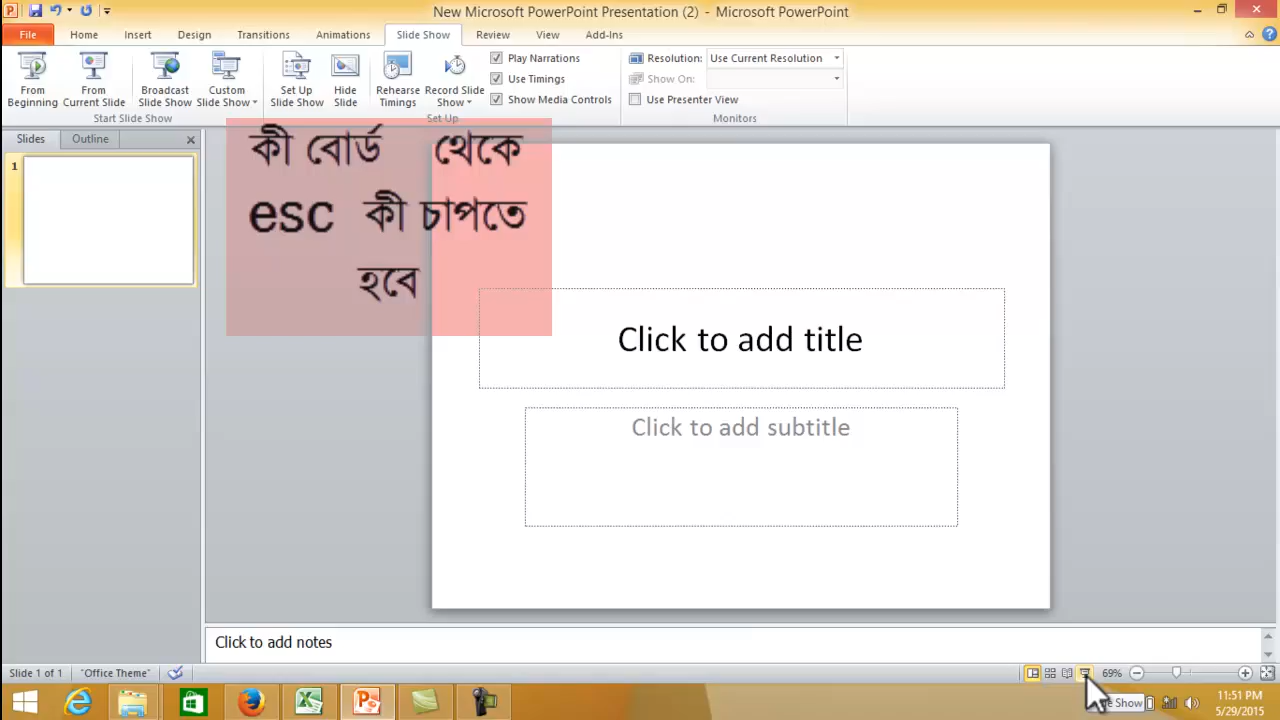 New Microsoft PowerPoint Presentation (2) - Microsoft PowerPoint
File Home Insert Design Transitions Animations Slide Show Review View Add-Ins
From Beginning
From Current Slide
Broadcast Slide Show
Custom Slide Show
Set Up Slide Show
Hide Slide
Rehearse Timings
Record Slide Show
Play Narrations
Use Timings
Show Media Controls
Resolution: Use Current Resolution
Show On:
Use Presenter View
Start Slide Show
Set Up
Monitors
Slides Outline
1
কী বোর্ড থেকে
esc কী চাপতে
হবে
Click to add title
Click to add subtitle
Click to add notes
Slide 1 of 1 "Office Theme" 69%
Show
11:51 PM
5/29/2015